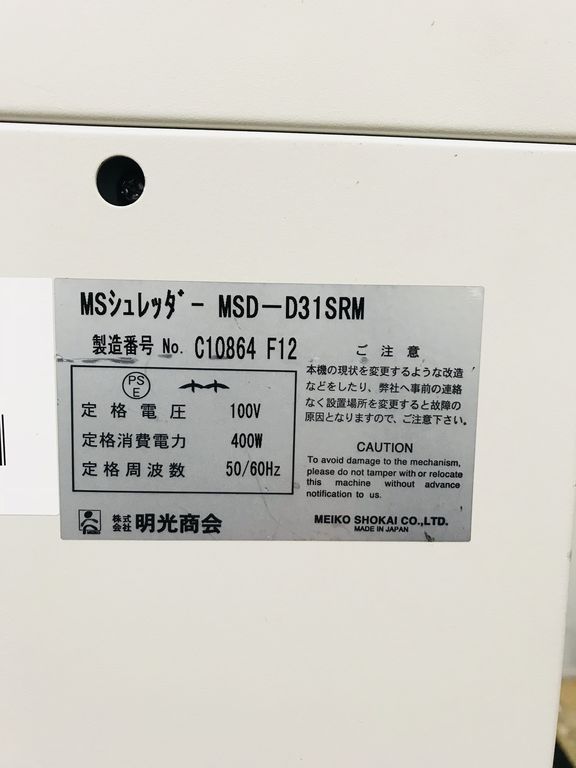 MSｼｭﾚｯﾀﾞｰ MSD－D31SRM
製造番号 No. C10864 F12
PS
E
定格電圧 100V
定格消費電力 400W
定格周波数 50/60Hz
ご注意
本機の現状を変更するような改造
などをしたり、弊社へ事前の連絡
なく設置場所を変更すると故障の
原因となりますので、ご注意下さい。
CAUTION
To avoid damage to the mechanism,
please do not tamper with or relocate
this machine without advance
notification to us.
株式会社 明光商会
MEIKO SHOKAI CO.,LTD.
MADE IN JAPAN